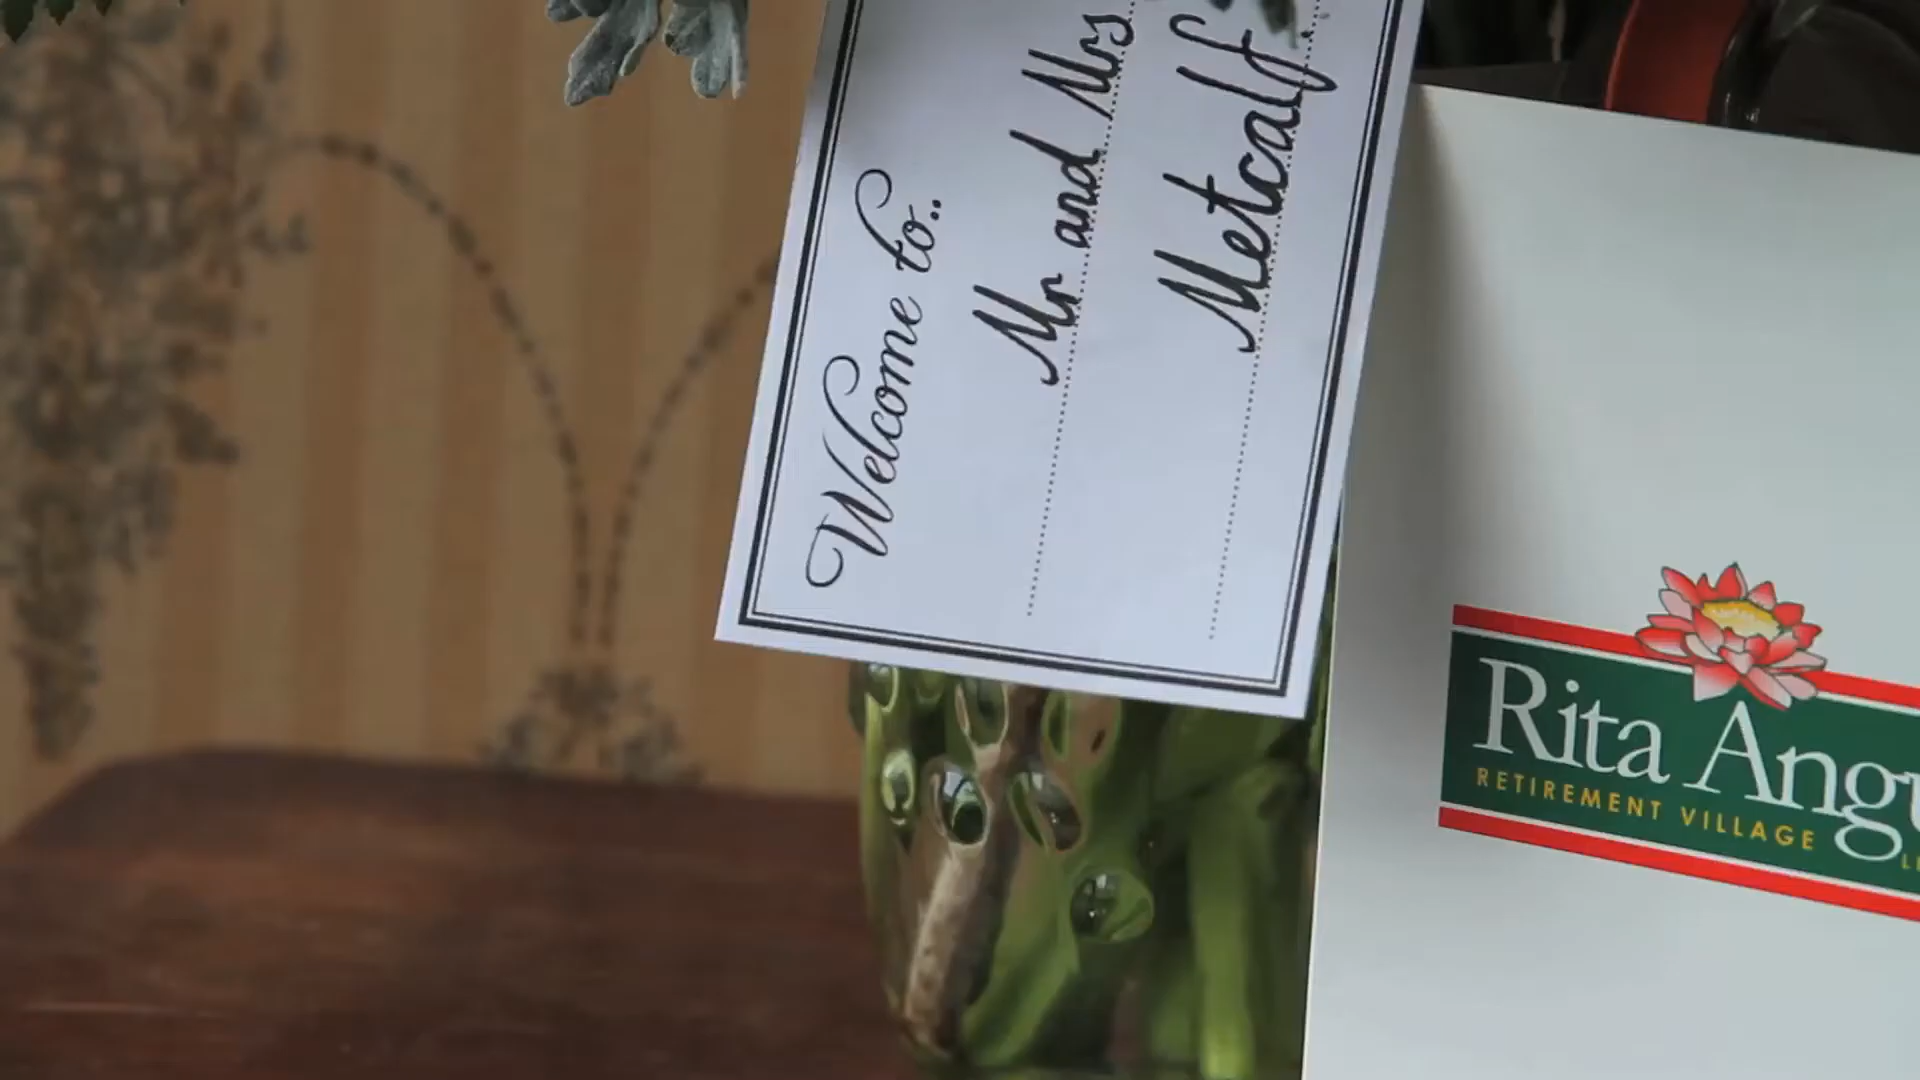 Welcome to..
Mr and Mrs
Metcalf
Rita Angu
RETIREMENT VILLAGE